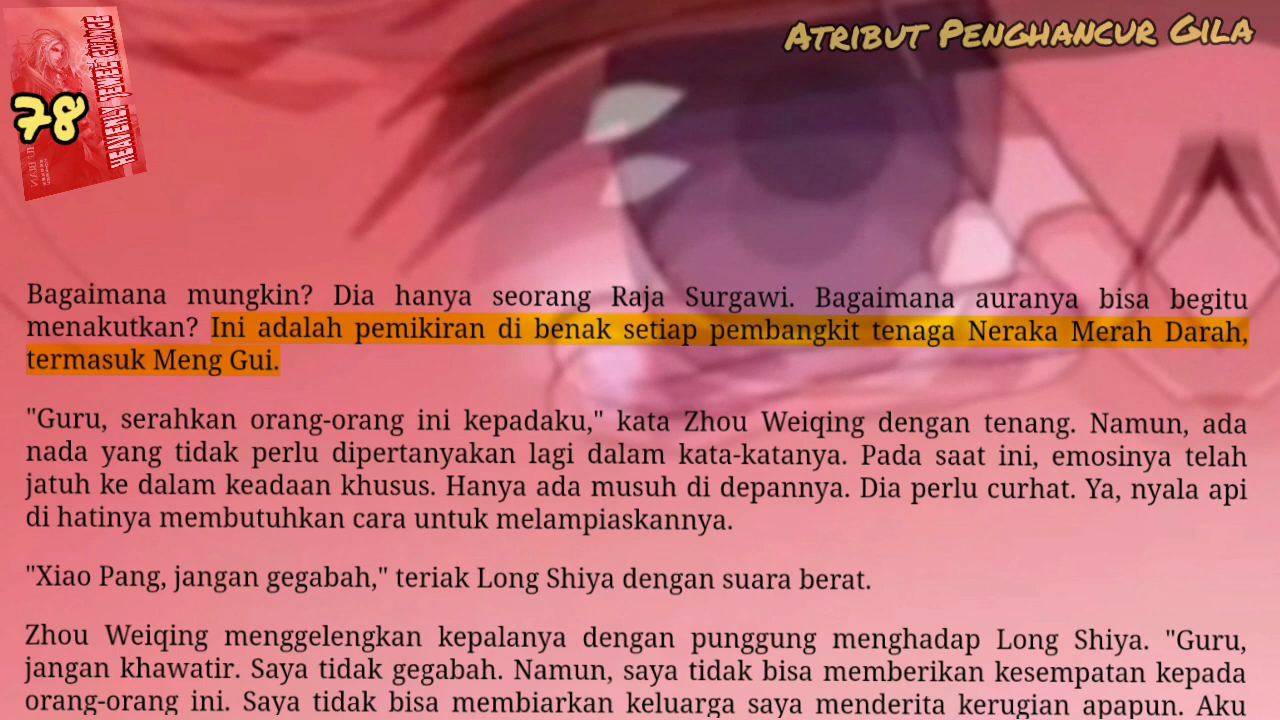 Atribut Penghancur Gila
HEAVENLY JEWEL CHANGE
78
Bagaimana mungkin? Dia hanya seorang Raja Surgawi. Bagaimana auranya bisa begitu
menakutkan? Ini adalah pemikiran di benak setiap pembangkit tenaga Neraka Merah Darah,
termasuk Meng Gui.
"Guru, serahkan orang-orang ini kepadaku," kata Zhou Weiqing dengan tenang. Namun, ada
nada yang tidak perlu dipertanyakan lagi dalam kata-katanya. Pada saat ini, emosinya telah
jatuh ke dalam keadaan khusus. Hanya ada musuh di depannya. Dia perlu curhat. Ya, nyala api
di hatinya membutuhkan cara untuk melampiaskannya.
"Xiao Pang, jangan gegabah," teriak Long Shiya dengan suara berat.
Zhou Weiqing menggelengkan kepalanya dengan punggung menghadap Long Shiya. "Guru,
jangan khawatir. Saya tidak gegabah. Namun, saya tidak bisa memberikan kesempatan kepada
orang-orang ini. Saya tidak bisa membiarkan keluarga saya menderita kerugian apapun. Aku